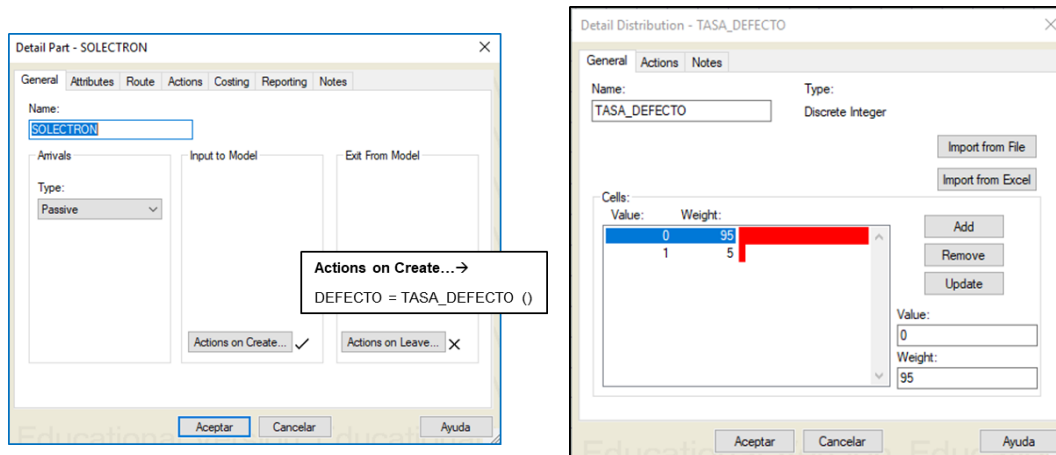 Detail Part - SOLECTRON
General Attributes Route Actions Costing Reporting Notes
Name:
SOLECTRON
Arrivals
Type:
Passive
Input to Model
Actions on Create...
Exit From Model
Actions on Leave...
Actions on Create...→
DEFECTO = TASA_DEFECTO ()
Aceptar Cancelar Ayuda
Detail Distribution - TASA_DEFECTO
General Actions Notes
Name:
TASA_DEFECTO
Type:
Discrete Integer
Import from File
Import from Excel
Cells:
Value: Weight:
0 95
1 5
Add
Remove
Update
Value:
0
Weight:
95
Aceptar Cancelar Ayuda